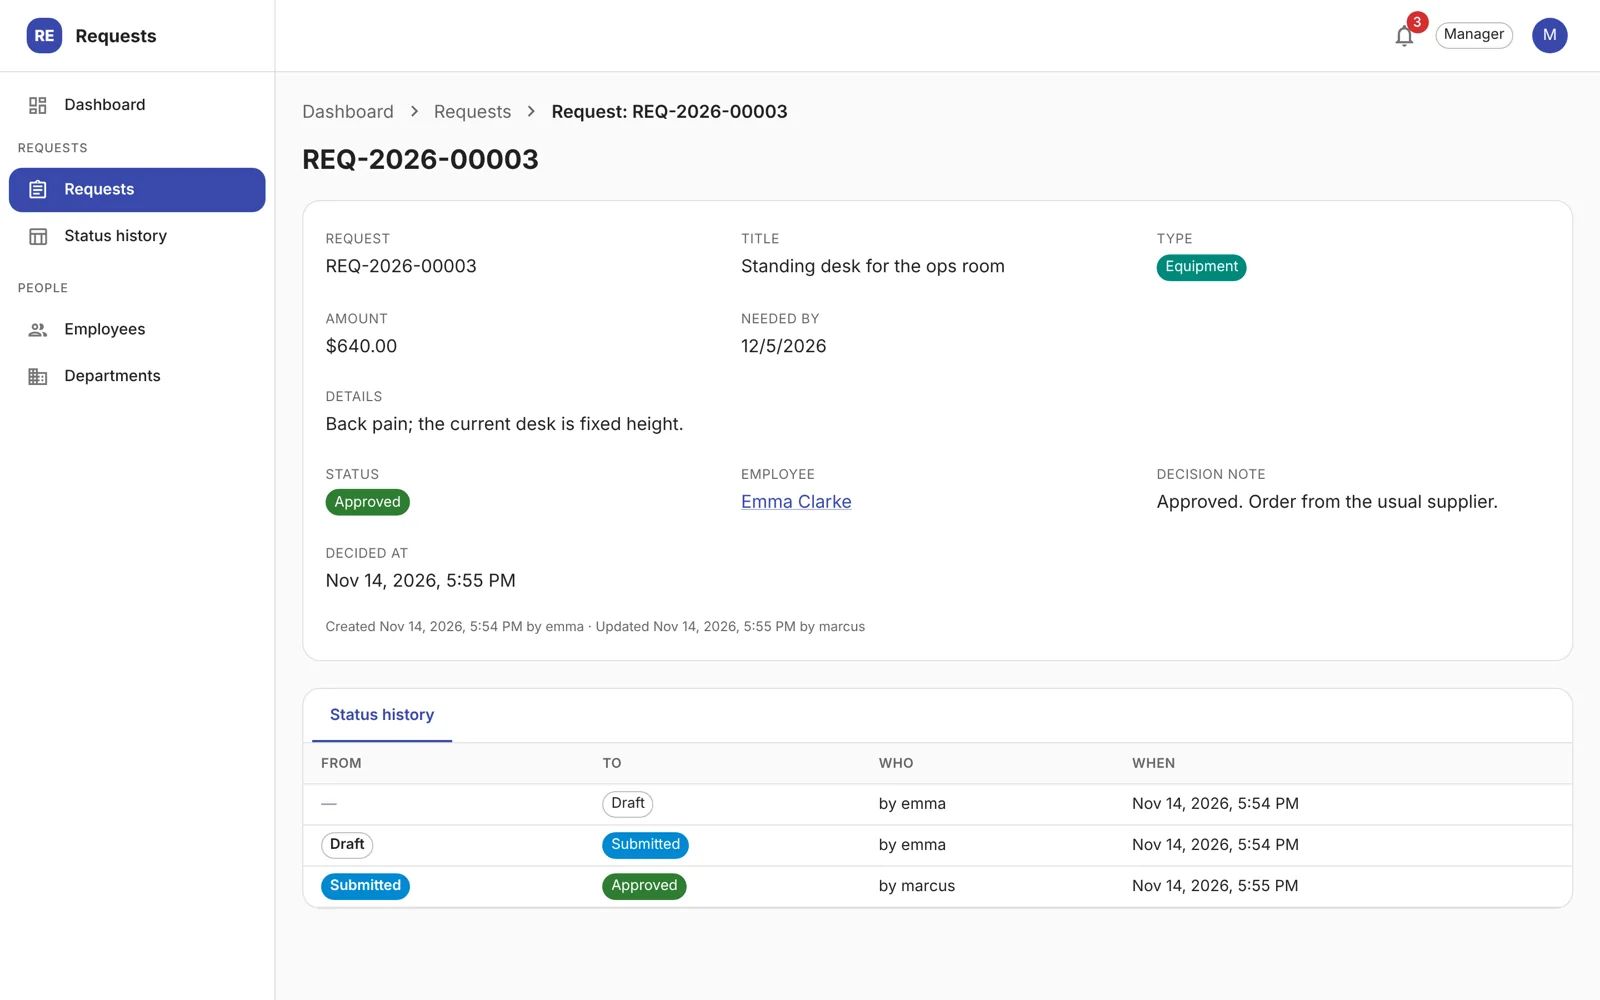 RE Requests
3
Manager
M
Dashboard
REQUESTS
Requests
Status history
PEOPLE
Employees
Departments
Dashboard > Requests > Request: REQ-2026-00003
REQ-2026-00003
REQUEST
REQ-2026-00003
TITLE
Standing desk for the ops room
TYPE
Equipment
AMOUNT
$640.00
NEEDED BY
12/5/2026
DETAILS
Back pain; the current desk is fixed height.
STATUS
Approved
EMPLOYEE
Emma Clarke
DECISION NOTE
Approved. Order from the usual supplier.
DECIDED AT
Nov 14, 2026, 5:55 PM
Created Nov 14, 2026, 5:54 PM by emma · Updated Nov 14, 2026, 5:55 PM by marcus
Status history
FROM TO WHO WHEN
— Draft by emma Nov 14, 2026, 5:54 PM
Draft Submitted by emma Nov 14, 2026, 5:54 PM
Submitted Approved by marcus Nov 14, 2026, 5:55 PM